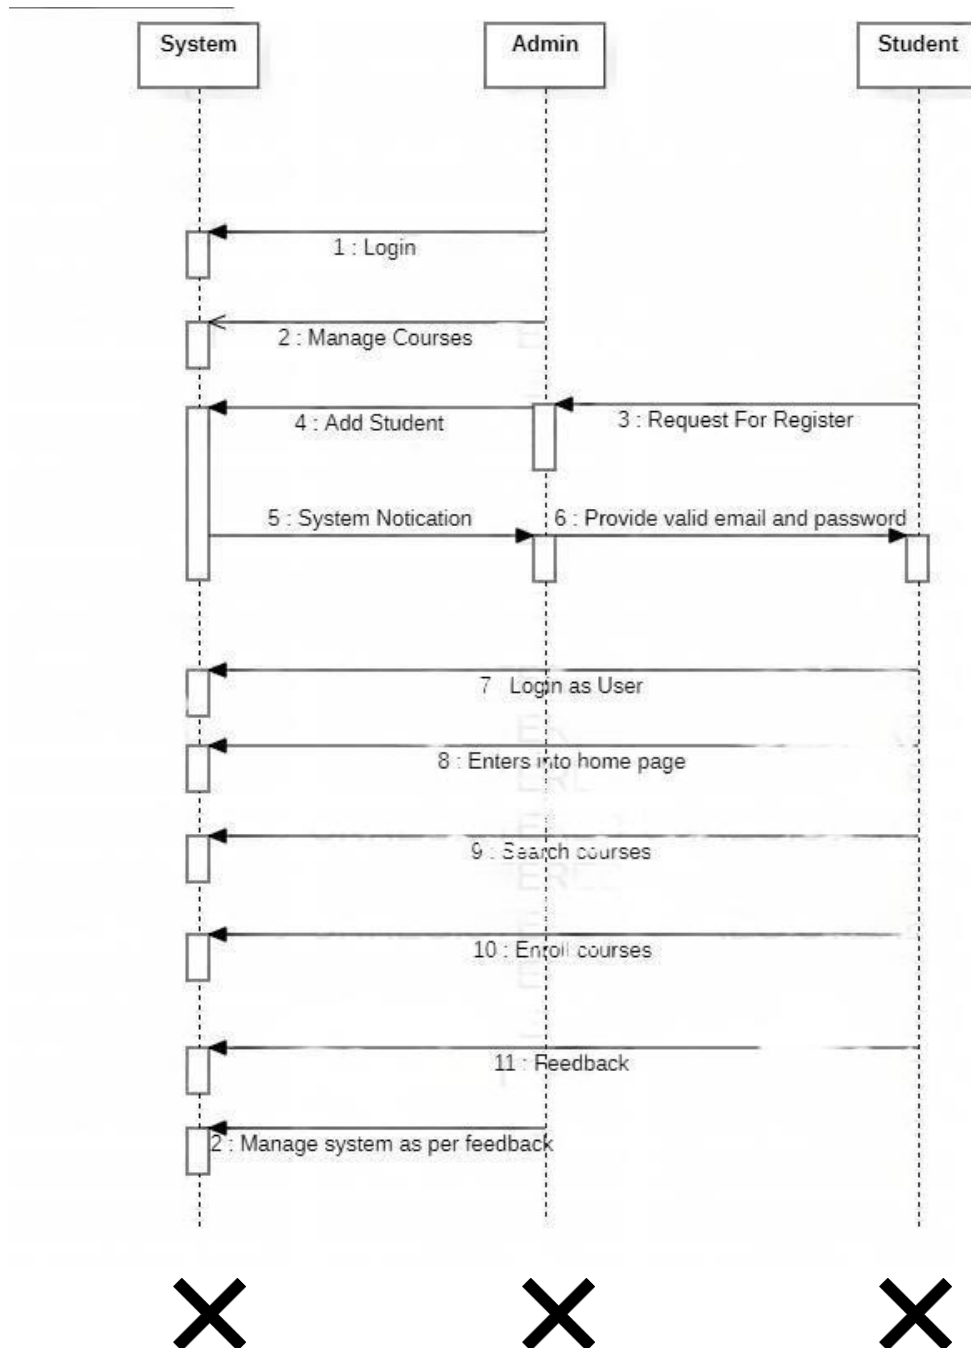 System
Admin
Student
1 : Login
2 : Manage Courses
4 : Add Student
3 : Request For Register
5 : System Notication
6 : Provide valid email and password
7 Login as User
8 : Enters into home page
9 : Search courses
10 : Enroll courses
11 : Feedback
2 : Manage system as per feedback